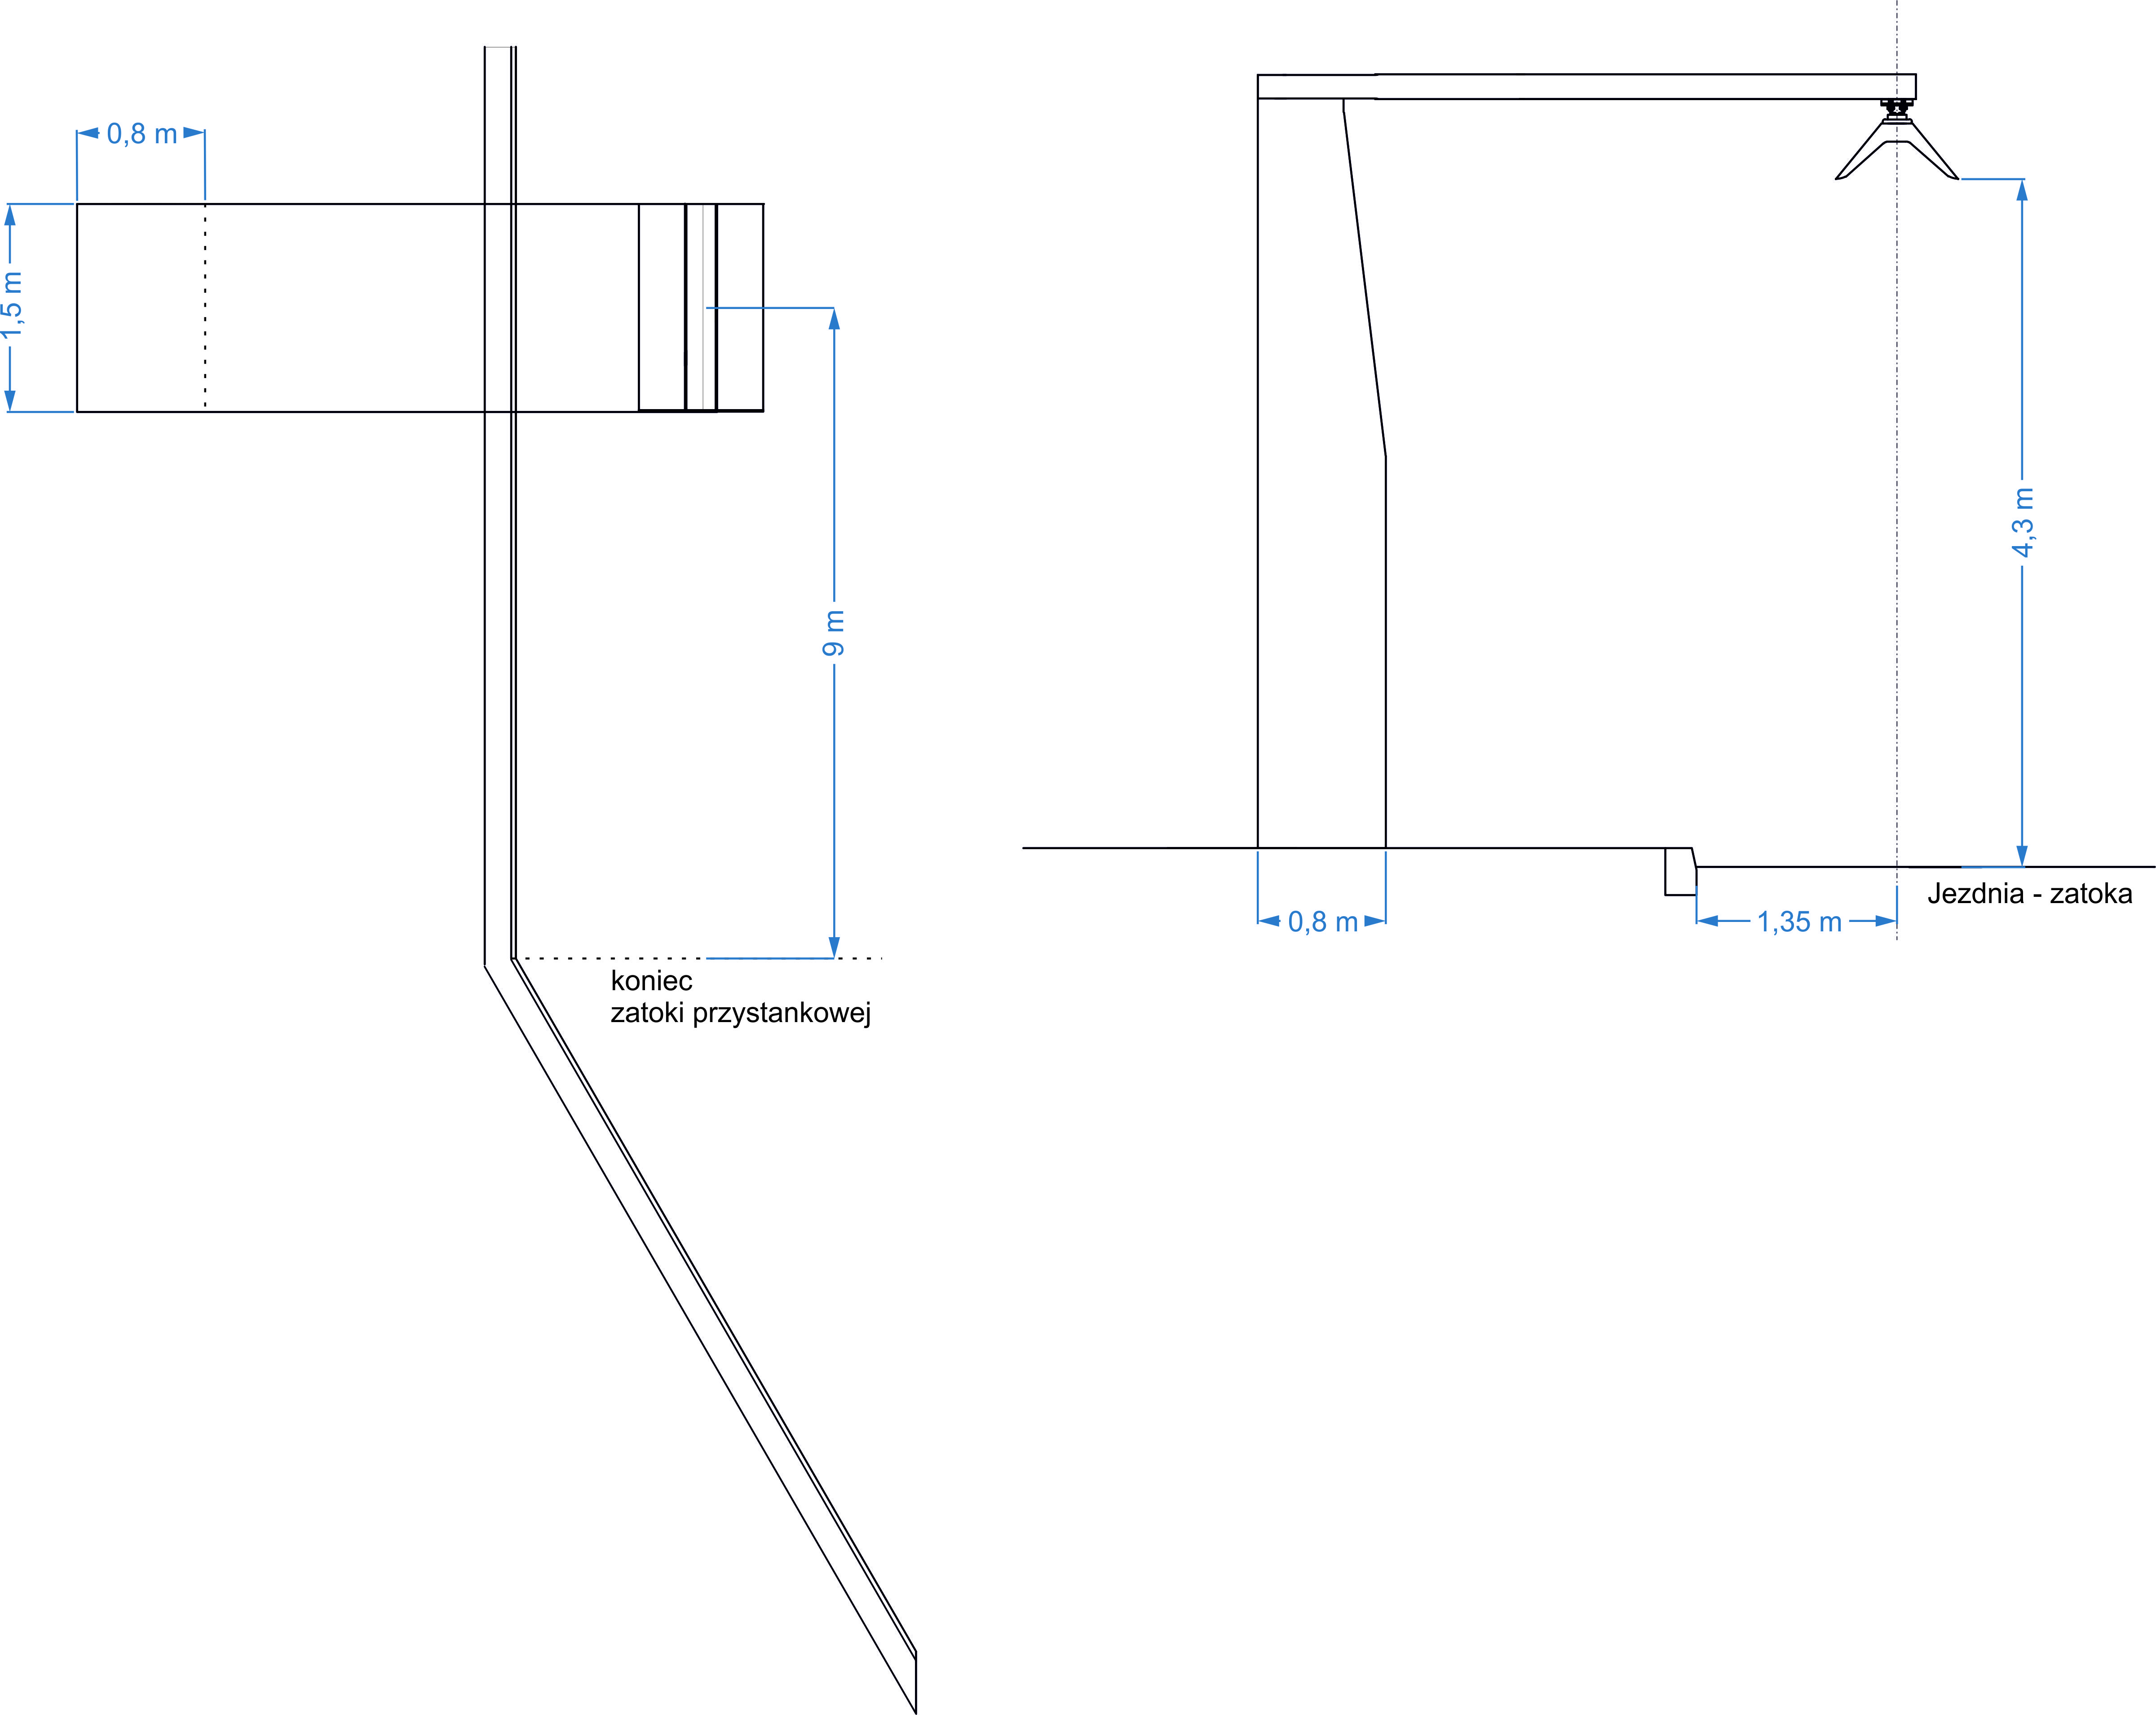 0,8 m
1,5 m
9 m
koniec
zatoki przystankowej
4,3 m
Jezdnia - zatoka
0,8 m
1,35 m